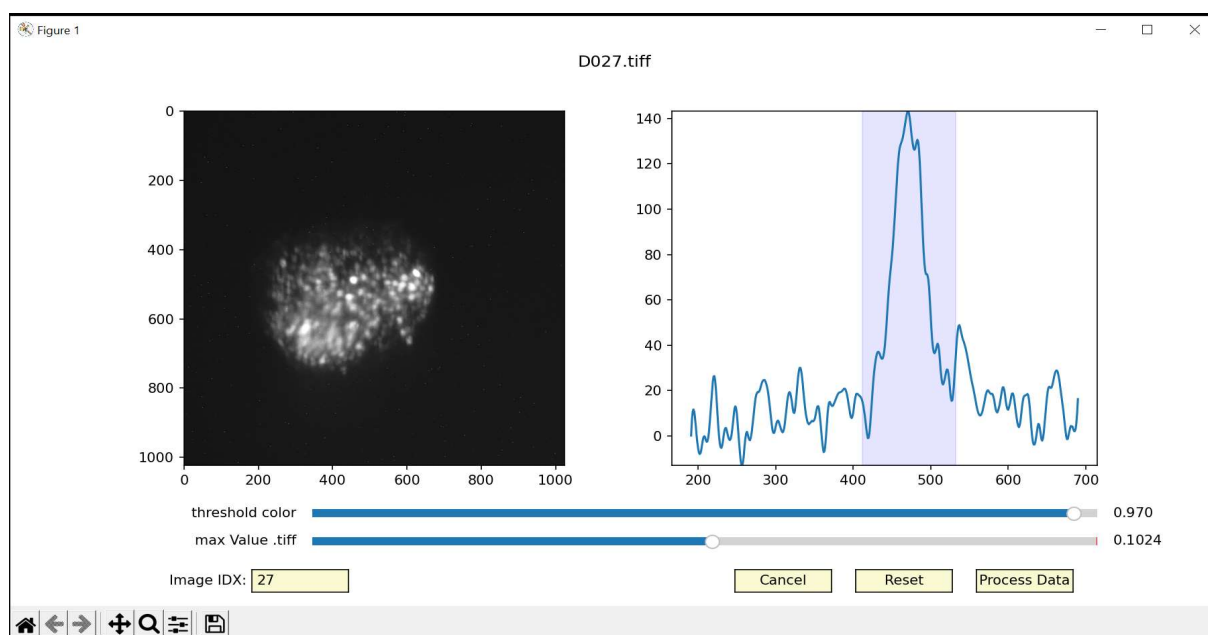 Figure 1
D027.tiff
0
200
400
600
800
1000
0 200 400 600 800 1000
140
120
100
80
60
40
20
0
200 300 400 500 600 700
threshold color 0.970
max Value .tiff 0.1024
Image IDX: 27 Cancel Reset Process Data